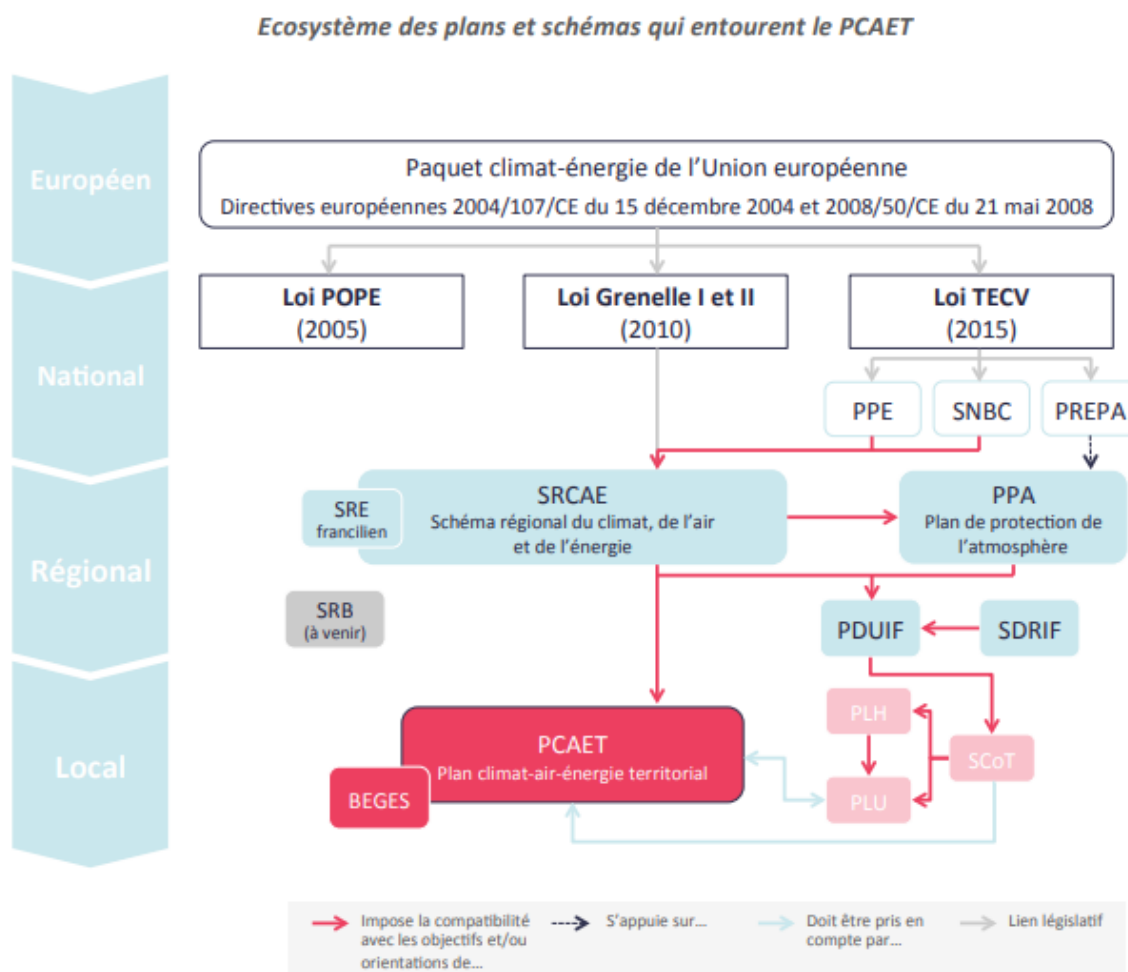 Ecosystème des plans et schémas qui entourent le PCAET
Européen
Paquet climat-énergie de l'Union européenne
Directives européennes 2004/107/CE du 15 décembre 2004 et 2008/50/CE du 21 mai 2008
National
Loi POPE
(2005)
Loi Grenelle I et II
(2010)
Loi TECV
(2015)
PPE
SNBC
PREPA
Régional
SRE
francilien
SRCAE
Schéma régional du climat, de l'air
et de l'énergie
PPA
Plan de protection de
l'atmosphère
SRB
(à venir)
PDUIF
SDRIF
Local
PCAET
Plan climat-air-énergie territorial
BEGES
PLH
SCoT
PLU
Impose la compatibilité
avec les objectifs et/ou
orientations de...
S'appuie sur...
Doit être pris en
compte par...
Lien législatif